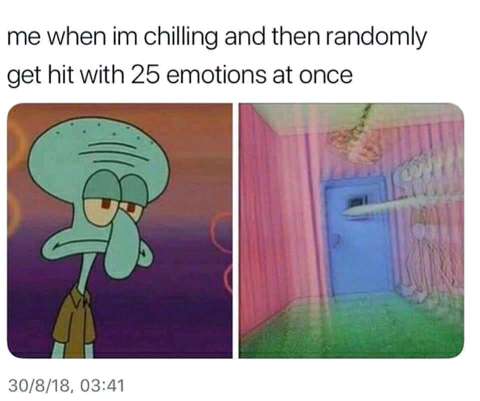 me when im chilling and then randomly
get hit with 25 emotions at once
30/8/18, 03:41